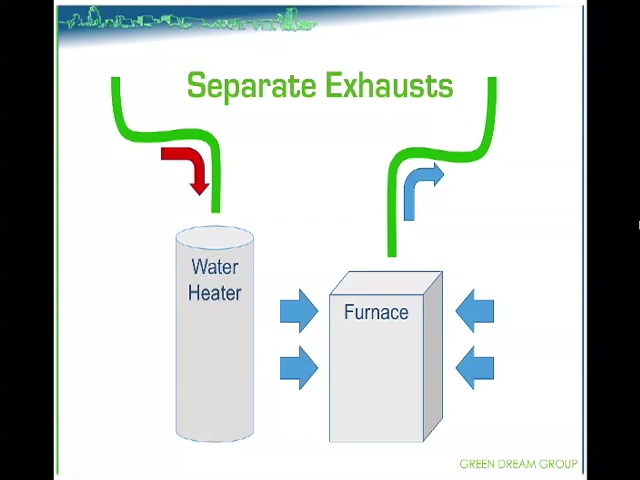 Separate Exhausts
Water
Heater
Furnace
GREEN DREAM GROUP